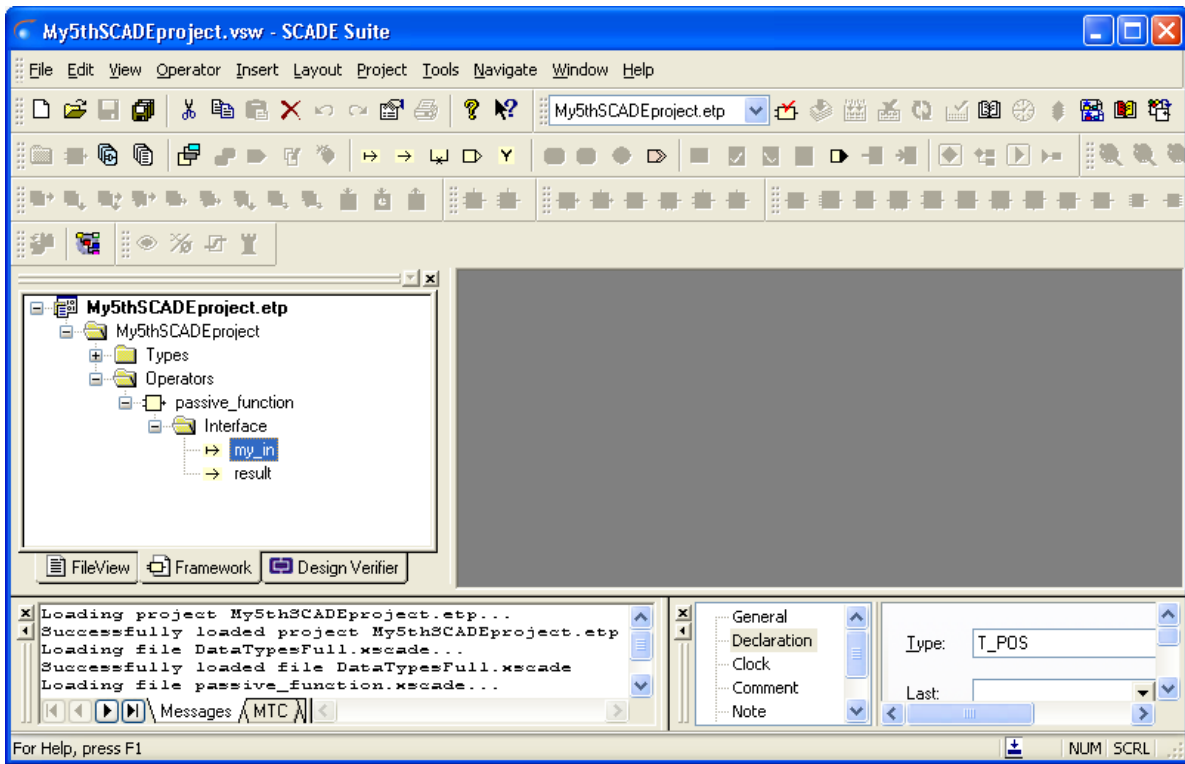 My5thSCADEproject.vsw - SCADE Suite
File Edit View Operator Insert Layout Project Tools Navigate Window Help
My5thSCADEproject.etp
My5thSCADEproject.etp
My5thSCADEproject
Types
Operators
passive_function
Interface
my_in
result
FileView Framework Design Verifier
Loading project My5thSCADEproject.etp...
Successfully loaded project My5thSCADEproject.etp
Loading file DataTypesFull.xscade...
Successfully loaded file DataTypesFull.xscade
Loading file passive_function.xscade...
Messages MTC
General
Declaration
Clock
Comment
Note
Type: T_POS
Last:
For Help, press F1 NUM SCRL